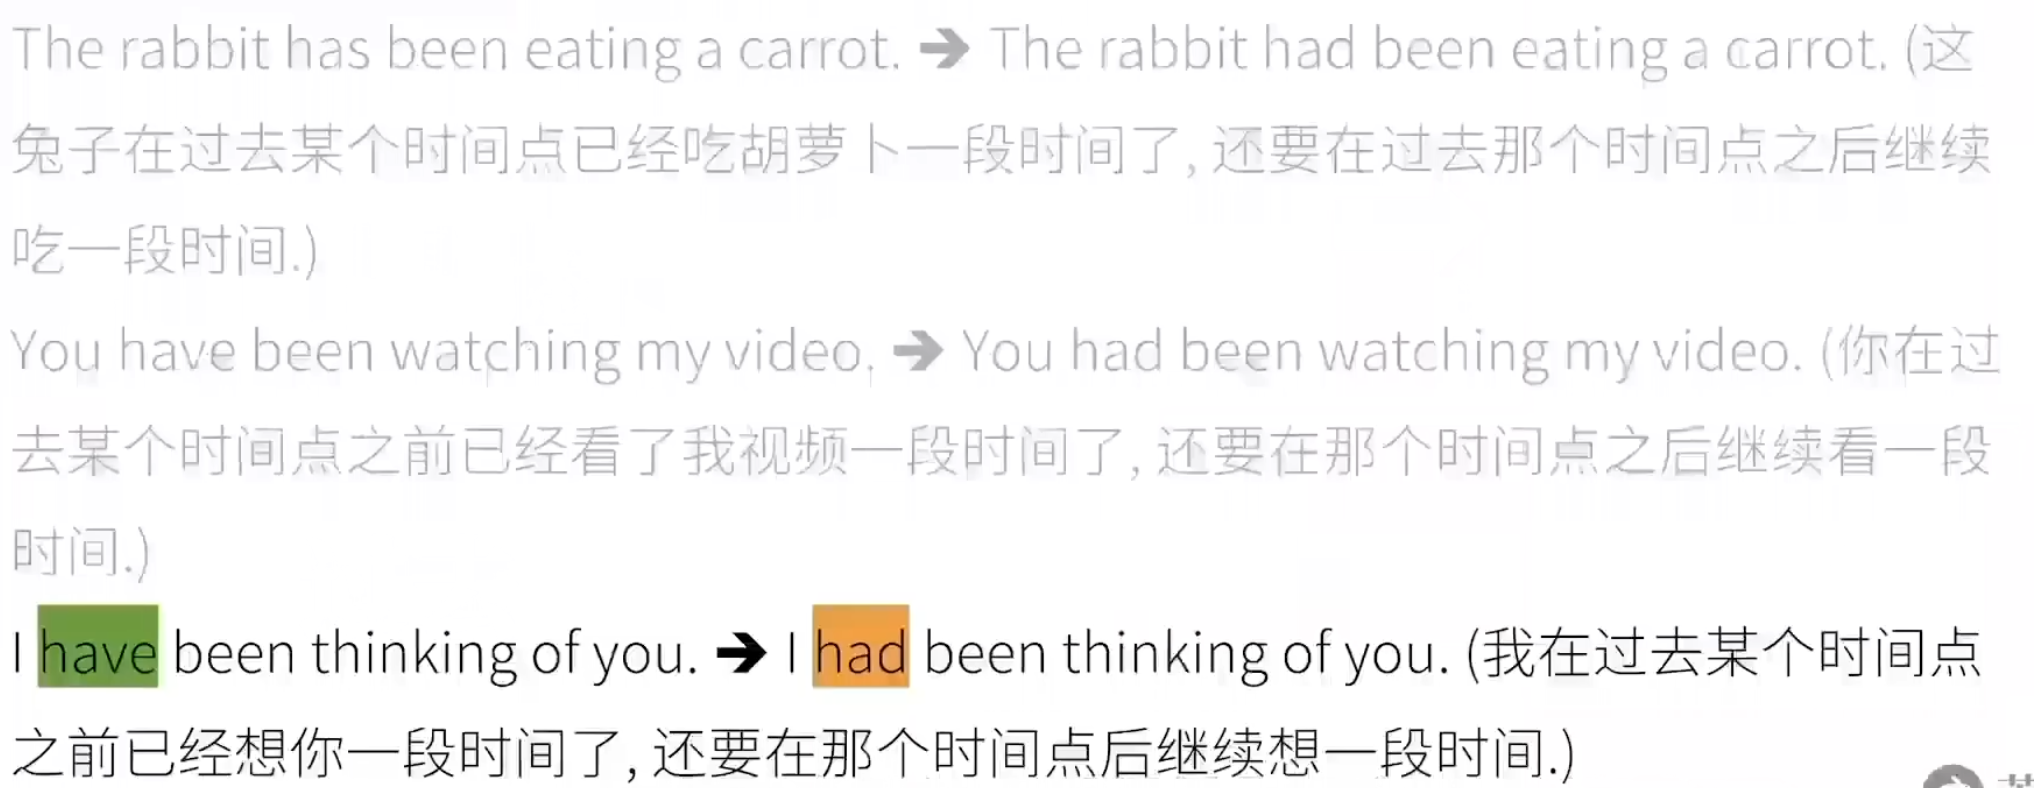 The rabbit has been eating a carrot. ➔ The rabbit had been eating a carrot. (这
兔子在过去某个时间点已经吃胡萝卜一段时间了, 还要在过去那个时间点之后继续
吃一段时间.)
You have been watching my video. ➔ You had been watching my video. (你在过
去某个时间点之前已经看了我视频一段时间了, 还要在那个时间点之后继续看一段
时间.)
I have been thinking of you. ➔ I had been thinking of you. (我在过去某个时间点
之前已经想你一段时间了, 还要在那个时间点后继续想一段时间.)